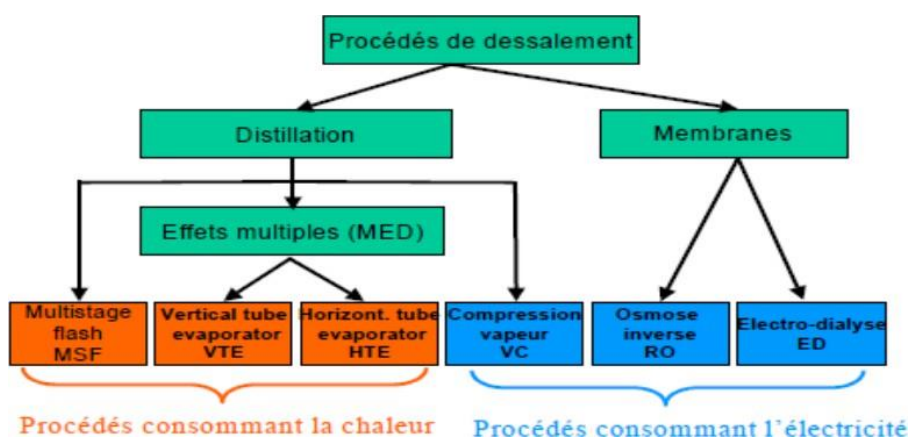 Procédés de dessalement
Distillation
Membranes
Effets multiples (MED)
Multistage
flash
MSF
Vertical tube
evaporator
VTE
Horizont. tube
evaporator
HTE
Compression
vapeur
VC
Osmose
inverse
RO
Electro-dialyse
ED
Procédés consommant la chaleur
Procédés consommant l'électricité